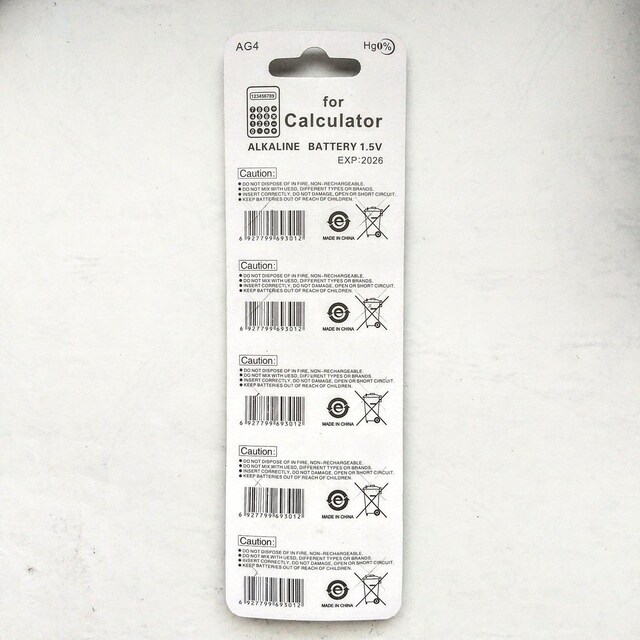 AG4 Hg0%
123456789
for
Calculator
ALKALINE BATTERY 1.5V
EXP:2026
Caution:
● DO NOT DISPOSE OF IN FIRE, NON-RECHARGEABLE.
● DO NOT MIX WITH UESD, DIFFERENT TYPES OR BRANDS.
● INSERT CORRECTLY, DO NOT DAMAGE, OPEN OR SHORT CIRCUIT.
● KEEP BATTERIES OUT OF REACH OF CHILDREN.
6 927799 693012 MADE IN CHINA
Caution:
● DO NOT DISPOSE OF IN FIRE, NON-RECHARGEABLE.
● DO NOT MIX WITH UESD, DIFFERENT TYPES OR BRANDS.
● INSERT CORRECTLY, DO NOT DAMAGE, OPEN OR SHORT CIRCUIT.
● KEEP BATTERIES OUT OF REACH OF CHILDREN.
6 927799 693012 MADE IN CHINA
Caution:
● DO NOT DISPOSE OF IN FIRE, NON-RECHARGEABLE.
● DO NOT MIX WITH UESD, DIFFERENT TYPES OR BRANDS.
● INSERT CORRECTLY, DO NOT DAMAGE, OPEN OR SHORT CIRCUIT.
● KEEP BATTERIES OUT OF REACH OF CHILDREN.
6 927799 693012 MADE IN CHINA
Caution:
● DO NOT DISPOSE OF IN FIRE, NON-RECHARGEABLE.
● DO NOT MIX WITH UESD, DIFFERENT TYPES OR BRANDS.
● INSERT CORRECTLY, DO NOT DAMAGE, OPEN OR SHORT CIRCUIT.
● KEEP BATTERIES OUT OF REACH OF CHILDREN.
6 927799 693012 MADE IN CHINA
Caution:
● DO NOT DISPOSE OF IN FIRE, NON-RECHARGEABLE.
● DO NOT MIX WITH UESD, DIFFERENT TYPES OR BRANDS.
● INSERT CORRECTLY, DO NOT DAMAGE, OPEN OR SHORT CIRCUIT.
● KEEP BATTERIES OUT OF REACH OF CHILDREN.
6 927799 693012 MADE IN CHINA